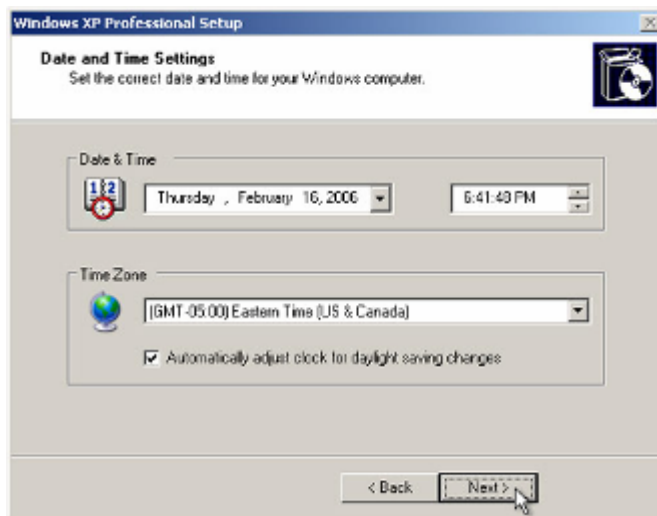 Windows XP Professional Setup
Date and Time Settings
Set the correct date and time for your Windows computer.
Date & Time
12
Thursday , February 16, 2006
6:41:48 PM
Time Zone
(GMT-05:00) Eastern Time (US & Canada)
Automatically adjust clock for daylight saving changes
< Back
Next >